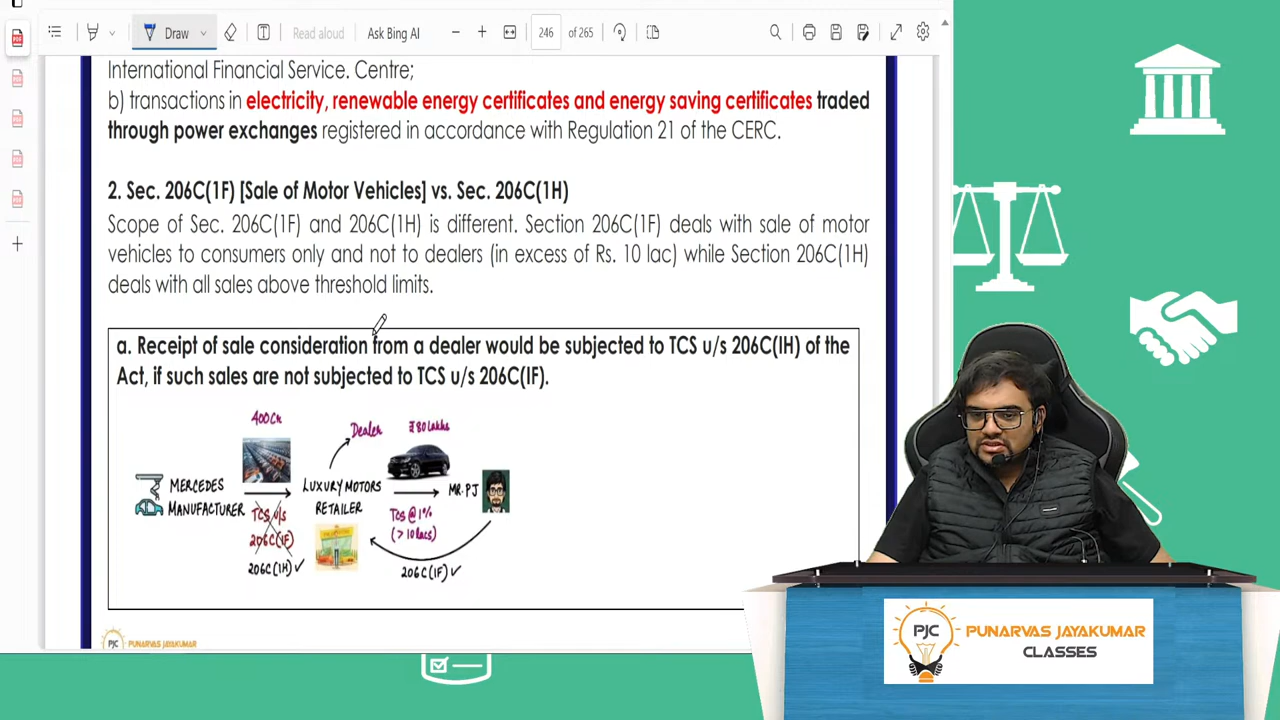 Draw
Read aloud
Ask Bing AI
246
of 265
International Financial Service. Centre;
b) transactions in electricity, renewable energy certificates and energy saving certificates traded
through power exchanges registered in accordance with Regulation 21 of the CERC.
2. Sec. 206C(1F) [Sale of Motor Vehicles] vs. Sec. 206C(1H)
Scope of Sec. 206C(1F) and 206C(1H) is different. Section 206C(1F) deals with sale of motor
vehicles to consumers only and not to dealers (in excess of Rs. 10 lac) while Section 206C(1H)
deals with all sales above threshold limits.
a. Receipt of sale consideration from a dealer would be subjected to TCS u/s 206C(IH) of the
Act, if such sales are not subjected to TCS u/s 206C(IF).
400Cr
Dealer
₹80 lakhs
MERCEDES
MANUFACTURER
LUXURY MOTORS
RETAILER
MR. PJ
TCS u/s
206C(1F)
206C(1H) ✓
TCS @ 1%
(> 10 lacs)
206C(1F) ✓
PJC PUNARVAS JAYAKUMAR
PJC
PUNARVAS JAYAKUMAR
CLASSES